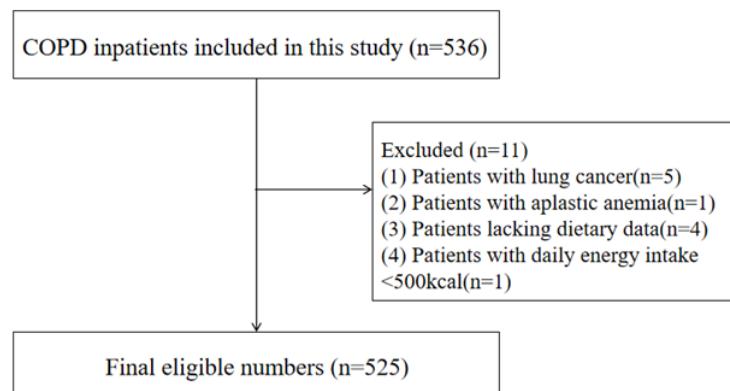 COPD inpatients included in this study (n=536)
Excluded (n=11)
(1) Patients with lung cancer(n=5)
(2) Patients with aplastic anemia(n=1)
(3) Patients lacking dietary data(n=4)
(4) Patients with daily energy intake
<500kcal(n=1)
Final eligible numbers (n=525)